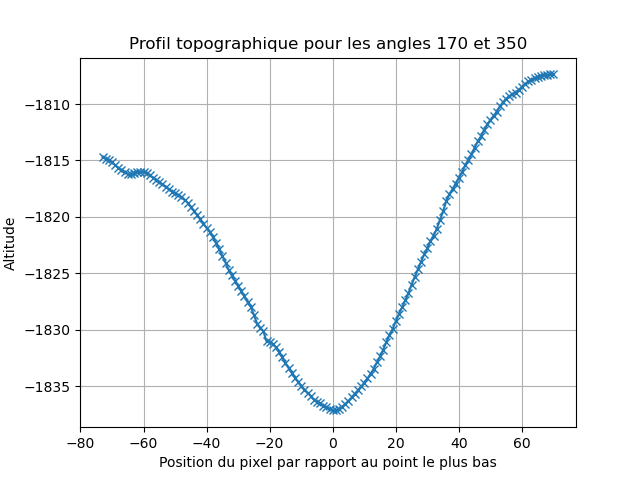 Profil topographique pour les angles 170 et 350
−1810
−1815
−1820
−1825
−1830
−1835
Altitude
−80 −60 −40 −20 0 20 40 60
Position du pixel par rapport au point le plus bas